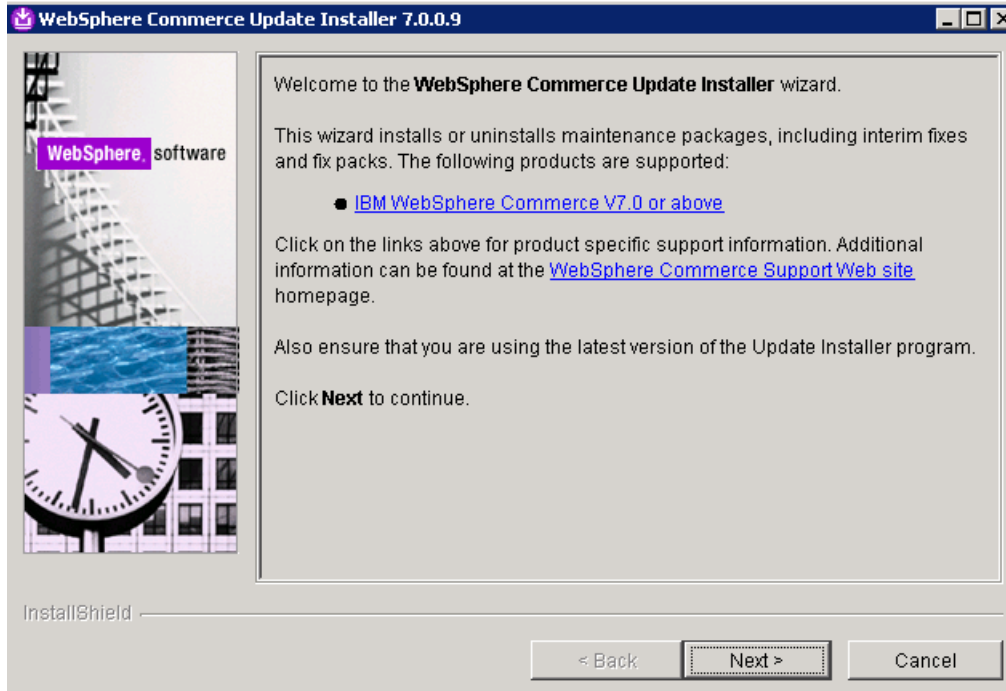 WebSphere Commerce Update Installer 7.0.0.9
WebSphere. software
Welcome to the WebSphere Commerce Update Installer wizard.
This wizard installs or uninstalls maintenance packages, including interim fixes
and fix packs. The following products are supported:
IBM WebSphere Commerce V7.0 or above
Click on the links above for product specific support information. Additional
information can be found at the WebSphere Commerce Support Web site
homepage.
Also ensure that you are using the latest version of the Update Installer program.
Click Next to continue.
InstallShield
< Back Next > Cancel